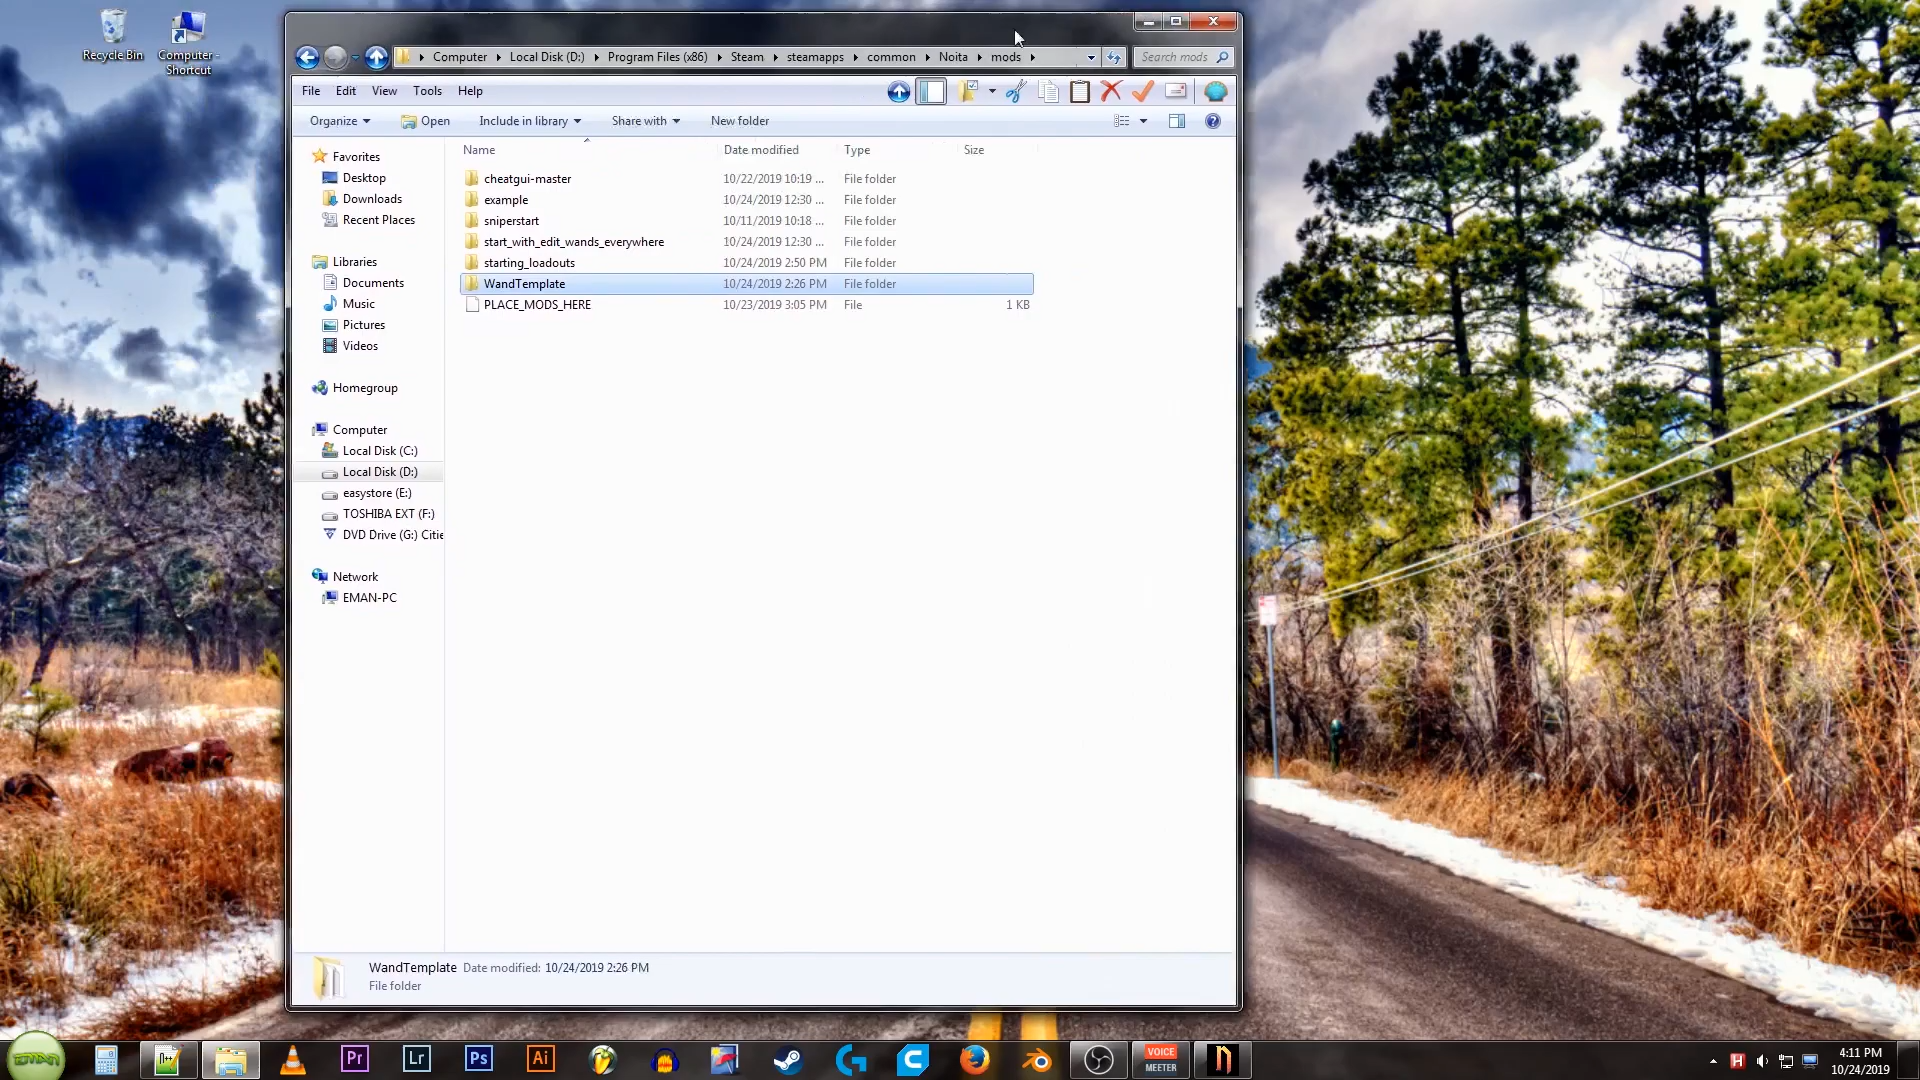 Recycle Bin
Computer - Shortcut
Computer
Local Disk (D:)
Program Files (x86)
Steam
steamapps
common
Noita
mods
Search mods
File
Edit
View
Tools
Help
Organize
Open
Include in library
Share with
New folder
Name
Date modified
Type
Size
Favorites
Desktop
Downloads
Recent Places
Libraries
Documents
Music
Pictures
Videos
Homegroup
Computer
Local Disk (C:)
Local Disk (D:)
easystore (E:)
TOSHIBA EXT (F:)
DVD Drive (G:) Citie
Network
EMAN-PC
cheatgui-master 10/22/2019 10:19 ... File folder
example 10/24/2019 12:30 ... File folder
sniperstart 10/11/2019 10:18 ... File folder
start_with_edit_wands_everywhere 10/24/2019 12:30 ... File folder
starting_loadouts 10/24/2019 2:50 PM File folder
WandTemplate 10/24/2019 2:26 PM File folder
PLACE_MODS_HERE 10/23/2019 3:05 PM File 1 KB
WandTemplate Date modified: 10/24/2019 2:26 PM
File folder
EMAN
Pr
Lr
Ps
Ai
VOICE
MEETER
H
4:11 PM
10/24/2019